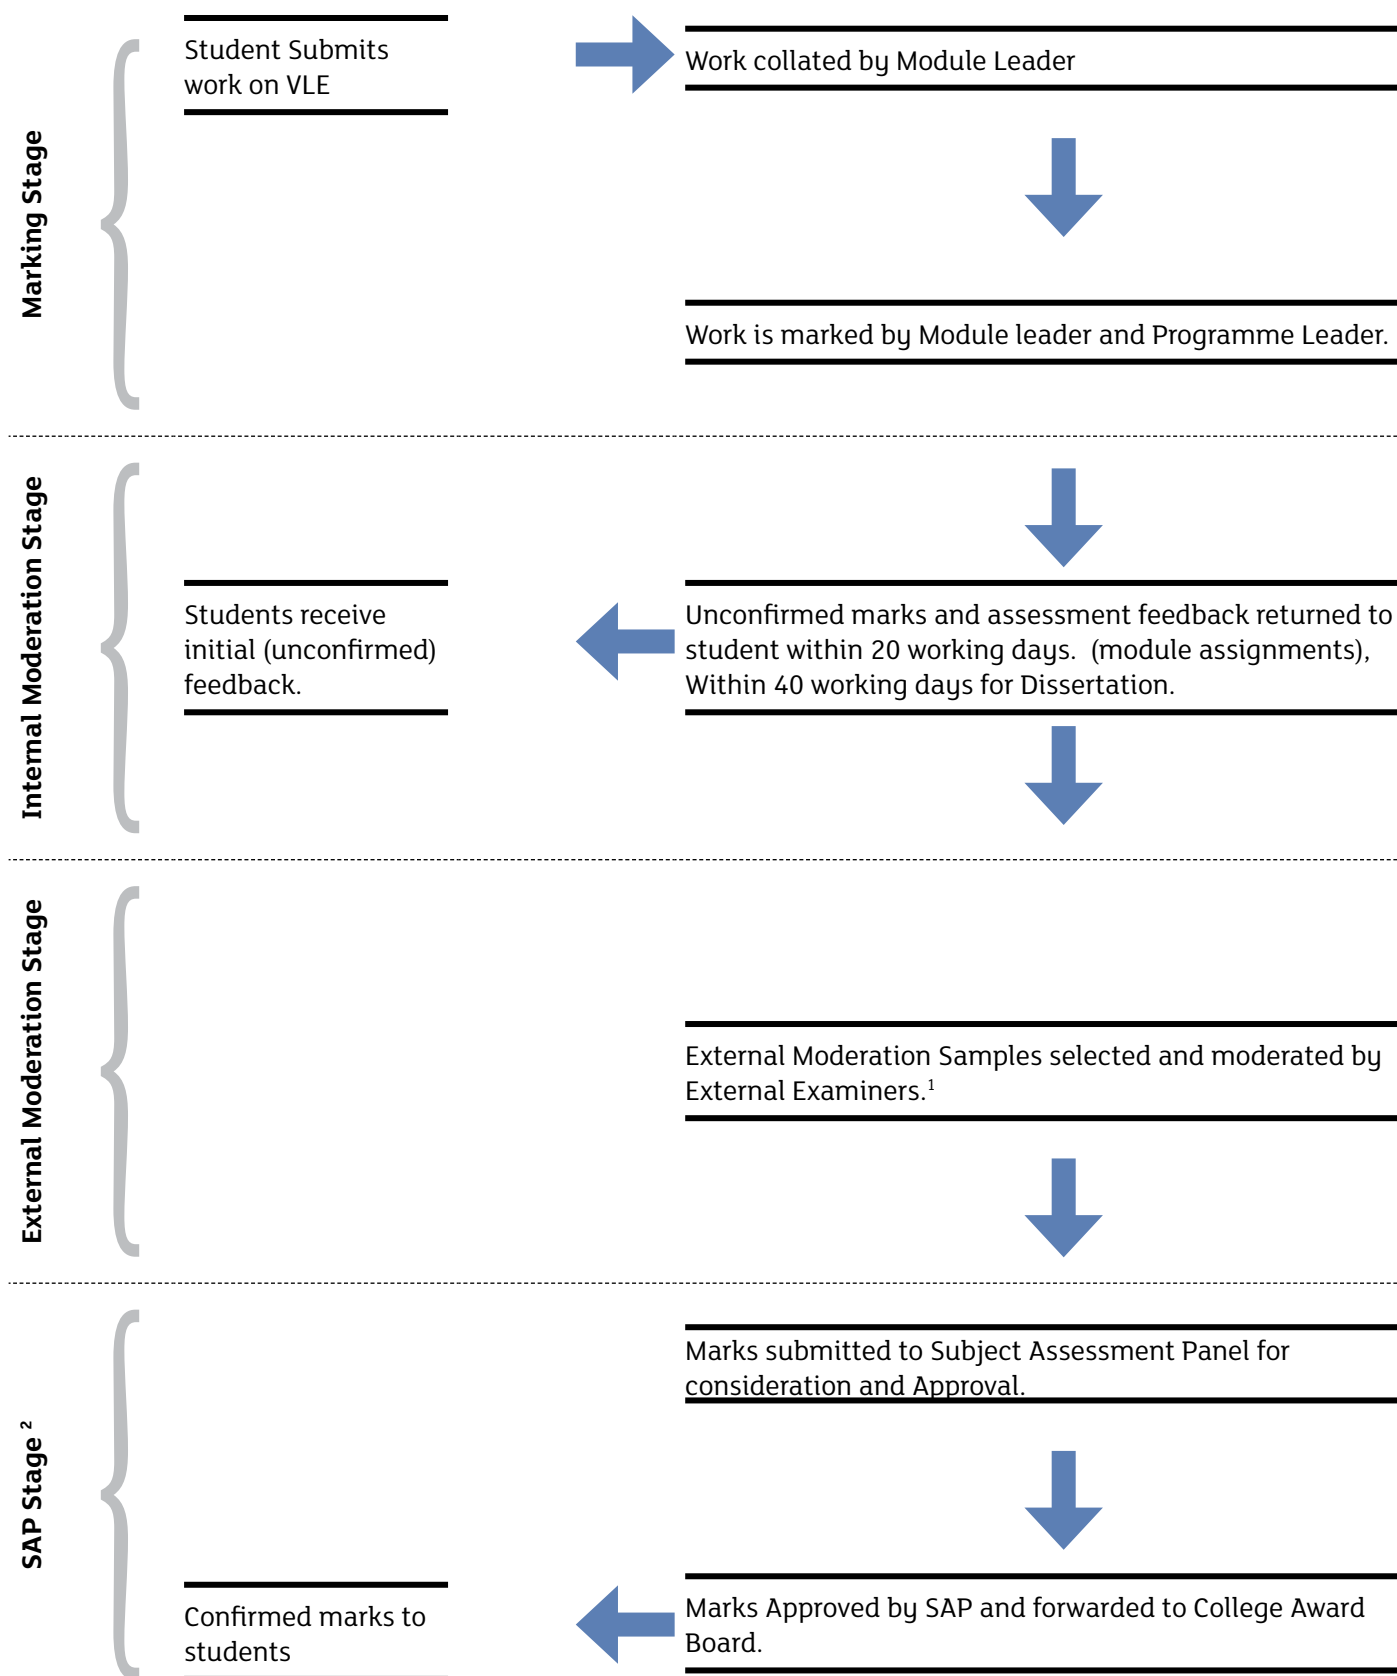 Marking Stage
Student Submits
work on VLE
Work collated by Module Leader
Work is marked by Module leader and Programme Leader.
Internal Moderation Stage
Students receive
initial (unconfirmed)
feedback.
Unconfirmed marks and assessment feedback returned to
student within 20 working days.  (module assignments),
Within 40 working days for Dissertation.
External Moderation Stage
External Moderation Samples selected and moderated by
External Examiners.¹
SAP Stage ²
Marks submitted to Subject Assessment Panel for
consideration and Approval.
Confirmed marks to
students
Marks Approved by SAP and forwarded to College Award
Board.